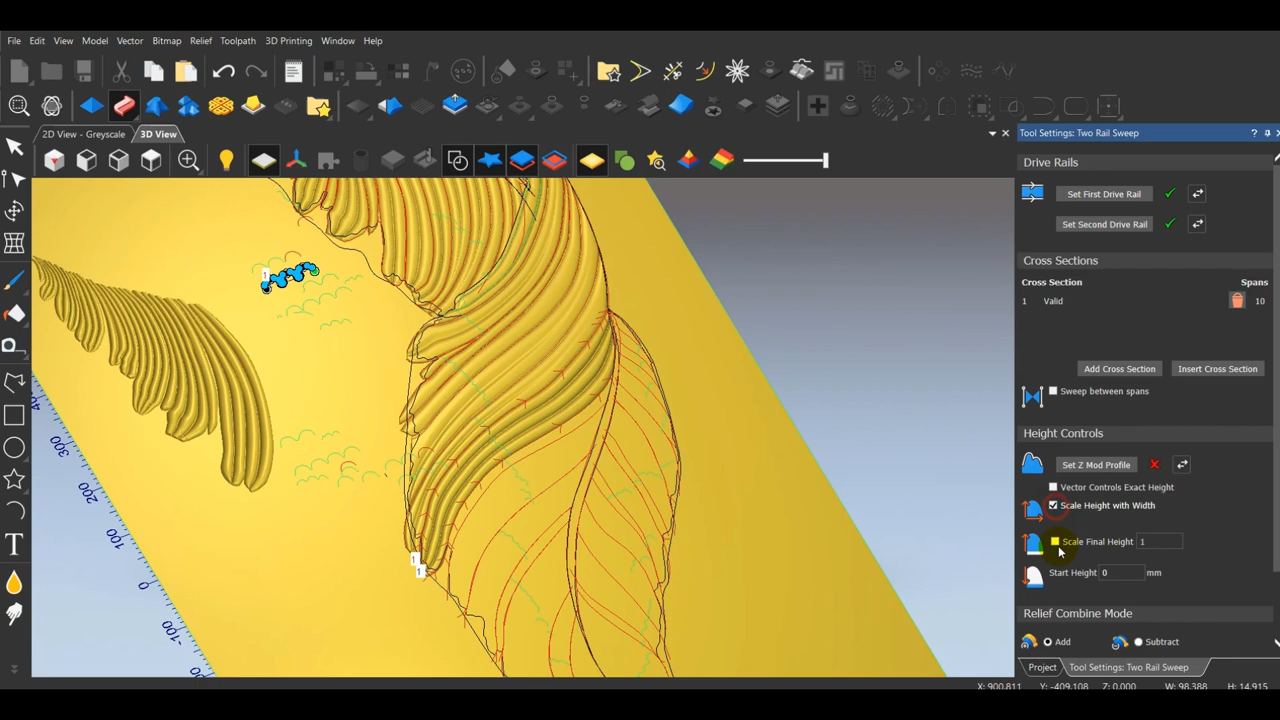 File Edit View Model Vector Bitmap Relief Toolpath 3D Printing Window Help
2D View - Greyscale 3D View
Tool Settings: Two Rail Sweep
Drive Rails
Set First Drive Rail
Set Second Drive Rail
Cross Sections
Cross Section Spans
1 Valid 10
Add Cross Section Insert Cross Section
Sweep between spans
Height Controls
Set Z Mod Profile
Vector Controls Exact Height
Scale Height with Width
Scale Final Height 1
Start Height 0 mm
Relief Combine Mode
Add Subtract
Project Tool Settings: Two Rail Sweep
X: 900.811 Y: -409.108 Z: 0.000 W: 98.388 H: 14.915
1
1
1
300
200
100
0
-100